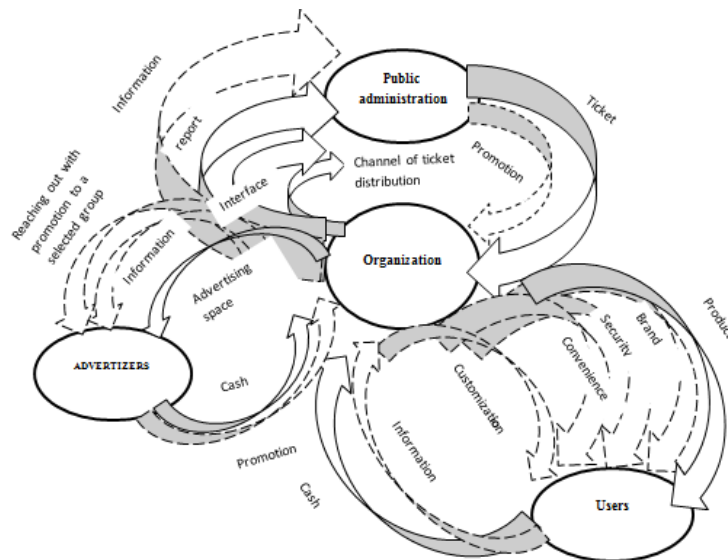 Information
Public
administration
Ticket
report
Promotion
Channel of ticket
distribution
Interface
Reaching out with
promotion to a
selected group
Information
Organization
Advertising
space
Product
Brand
Security
Convenience
Customization
ADVERTIZERS
Cash
Information
Promotion
Cash
Users